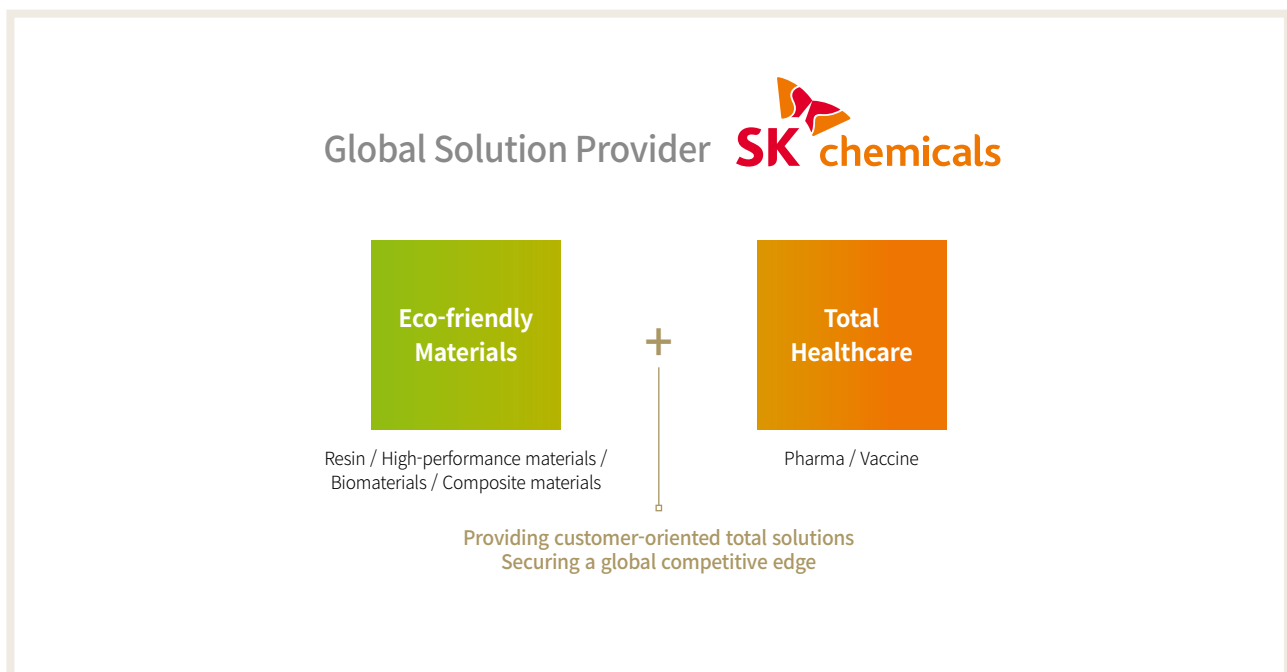 Global Solution Provider SK chemicals
Eco-friendly
Materials
+
Total
Healthcare
Resin / High-performance materials /
Biomaterials / Composite materials
Pharma / Vaccine
Providing customer-oriented total solutions
Securing a global competitive edge